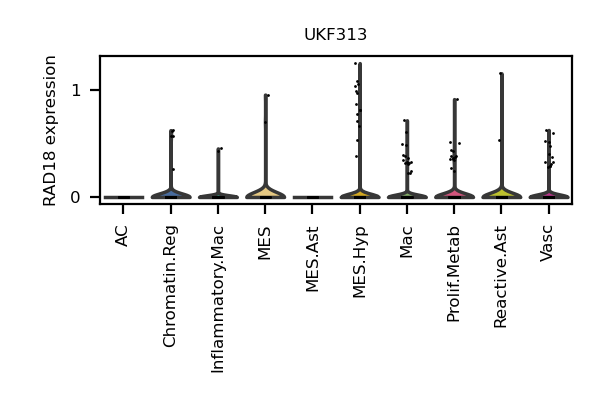 UKF313
RAD18 expression
1
0
AC
Chromatin.Reg
Inflammatory.Mac
MES
MES.Ast
MES.Hyp
Mac
Prolif.Metab
Reactive.Ast
Vasc